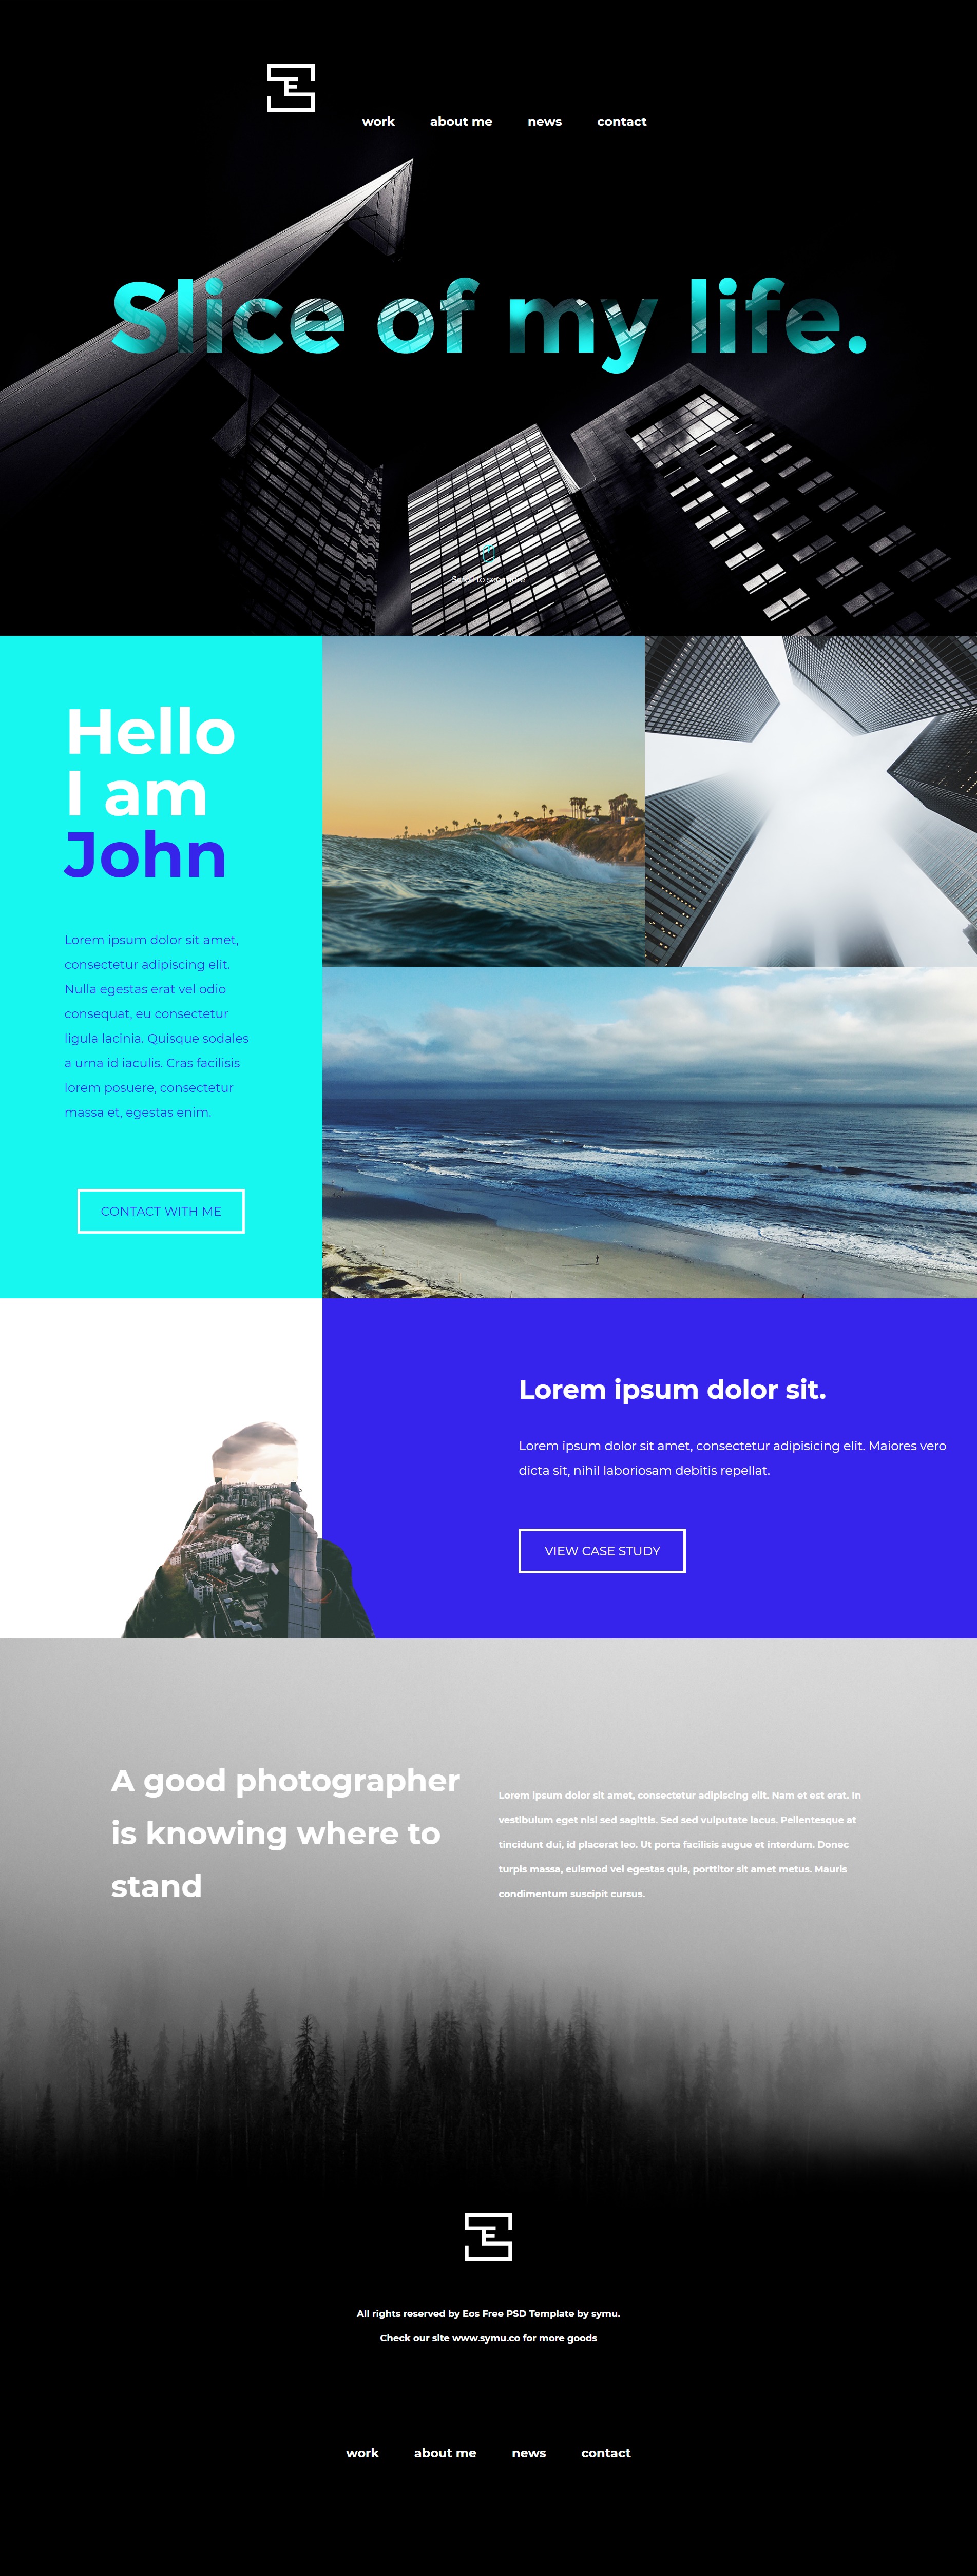 work about me news contact
Slice of my life.
Scroll to see more
Hello
I am
John
Lorem ipsum dolor sit amet,
consectetur adipiscing elit.
Nulla egestas erat vel odio
consequat, eu consectetur
ligula lacinia. Quisque sodales
a urna id iaculis. Cras facilisis
lorem posuere, consectetur
massa et, egestas enim.
CONTACT WITH ME
Lorem ipsum dolor sit.
Lorem ipsum dolor sit amet, consectetur adipisicing elit. Maiores vero
dicta sit, nihil laboriosam debitis repellat.
VIEW CASE STUDY
A good photographer
is knowing where to
stand
Lorem ipsum dolor sit amet, consectetur adipiscing elit. Nam et est erat. In
vestibulum eget nisi sed sagittis. Sed sed vulputate lacus. Pellentesque at
tincidunt dui, id placerat leo. Ut porta facilisis augue et interdum. Donec
turpis massa, euismod vel egestas quis, porttitor sit amet metus. Mauris
condimentum suscipit cursus.
All rights reserved by Eos Free PSD Template by symu.
Check our site www.symu.co for more goods
work about me news contact